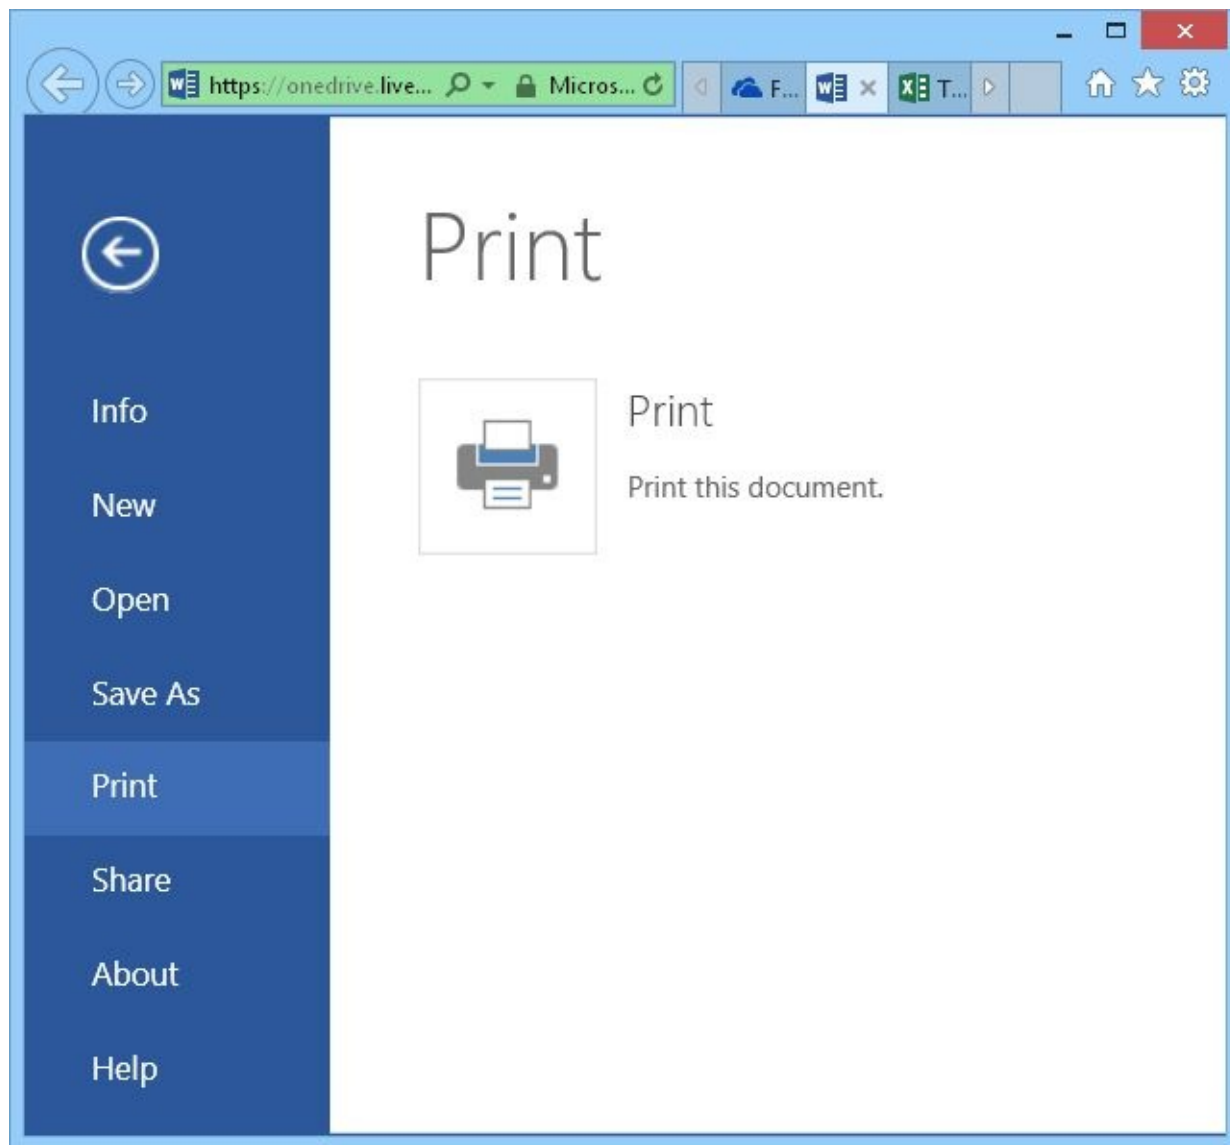 https://onedrive.live... Micros... F... T...
Print
Info
New
Open
Save As
Print
Share
About
Help
Print
Print this document.